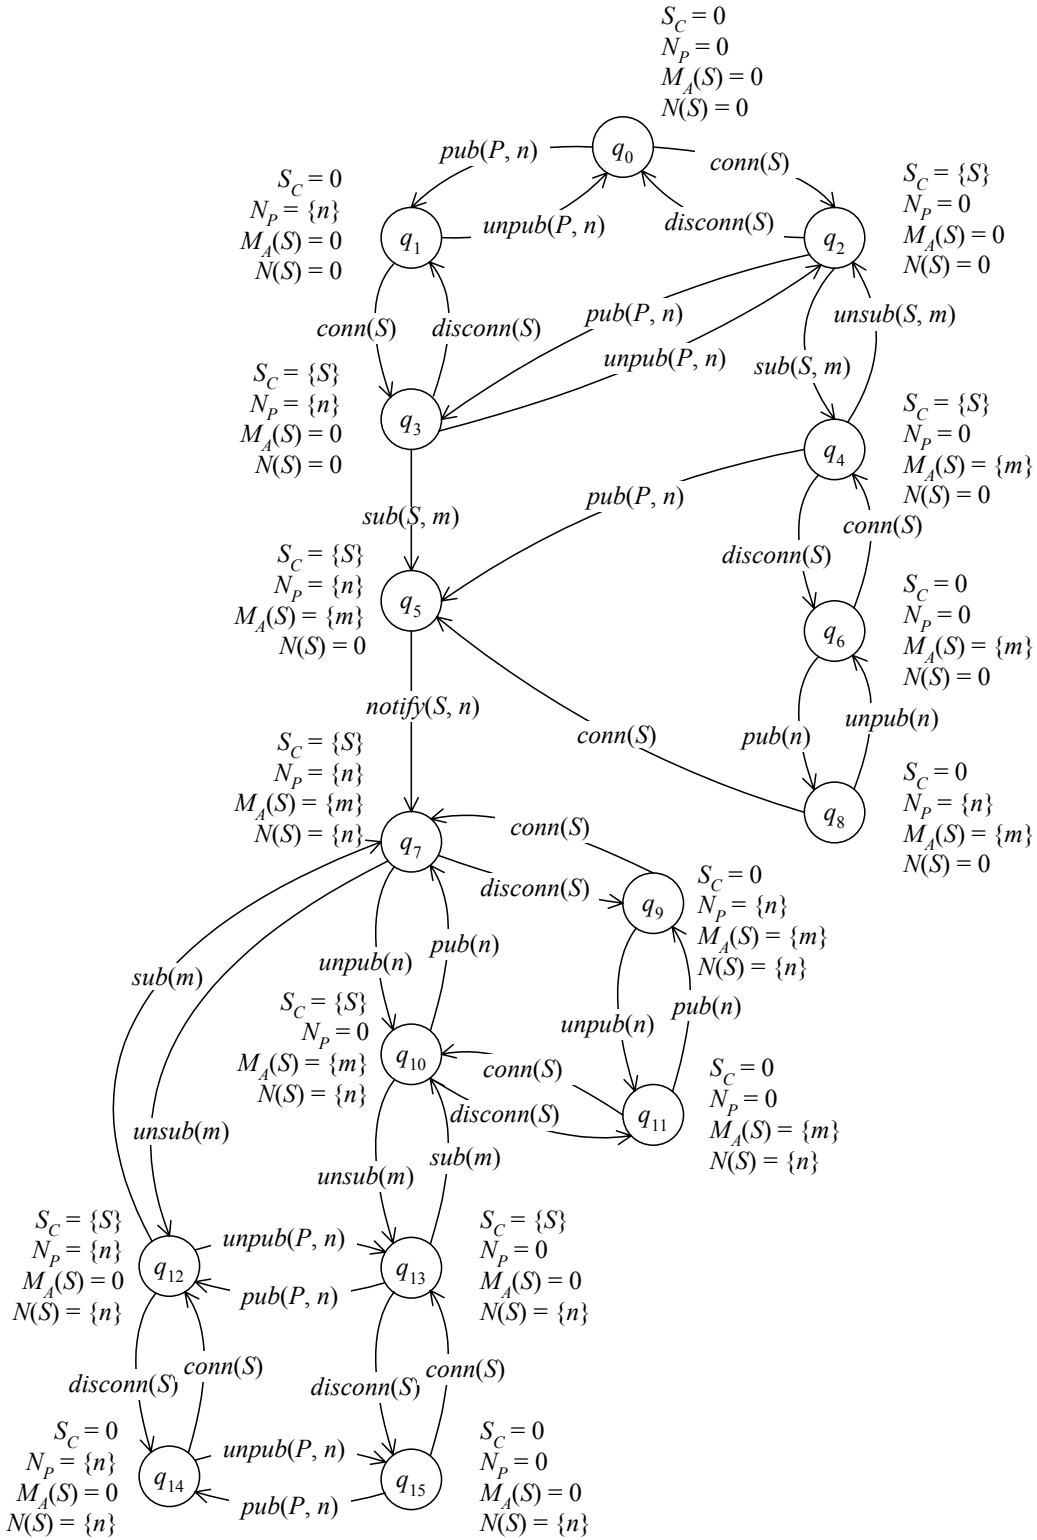 S_C = 0
N_P = 0
M_A(S) = 0
N(S) = 0
q_0
pub(P, n)
conn(S)
S_C = 0
N_P = {n}
M_A(S) = 0
N(S) = 0
q_1
unpub(P, n)
disconn(S)
q_2
S_C = {S}
N_P = 0
M_A(S) = 0
N(S) = 0
conn(S)
disconn(S)
pub(P, n)
unpub(P, n)
sub(S, m)
unsub(S, m)
S_C = {S}
N_P = {n}
M_A(S) = 0
N(S) = 0
q_3
q_4
S_C = {S}
N_P = 0
M_A(S) = {m}
N(S) = 0
sub(S, m)
pub(P, n)
disconn(S)
conn(S)
S_C = {S}
N_P = {n}
M_A(S) = {m}
N(S) = 0
q_5
q_6
S_C = 0
N_P = 0
M_A(S) = {m}
N(S) = 0
notify(S, n)
conn(S)
pub(n)
unpub(n)
S_C = {S}
N_P = {n}
M_A(S) = {m}
N(S) = {n}
q_7
q_8
S_C = 0
N_P = {n}
M_A(S) = {m}
N(S) = 0
conn(S)
disconn(S)
q_9
S_C = 0
N_P = {n}
M_A(S) = {m}
N(S) = {n}
sub(m)
unpub(n)
pub(n)
unpub(n)
pub(n)
S_C = {S}
N_P = 0
M_A(S) = {m}
N(S) = {n}
q_10
conn(S)
disconn(S)
q_11
S_C = 0
N_P = 0
M_A(S) = {m}
N(S) = {n}
unsub(m)
unsub(m)
sub(m)
S_C = {S}
N_P = {n}
M_A(S) = 0
N(S) = {n}
q_12
unpub(P, n)
pub(P, n)
q_13
S_C = {S}
N_P = 0
M_A(S) = 0
N(S) = {n}
disconn(S)
conn(S)
disconn(S)
conn(S)
S_C = 0
N_P = {n}
M_A(S) = 0
N(S) = {n}
q_14
unpub(P, n)
pub(P, n)
q_15
S_C = 0
N_P = 0
M_A(S) = 0
N(S) = {n}